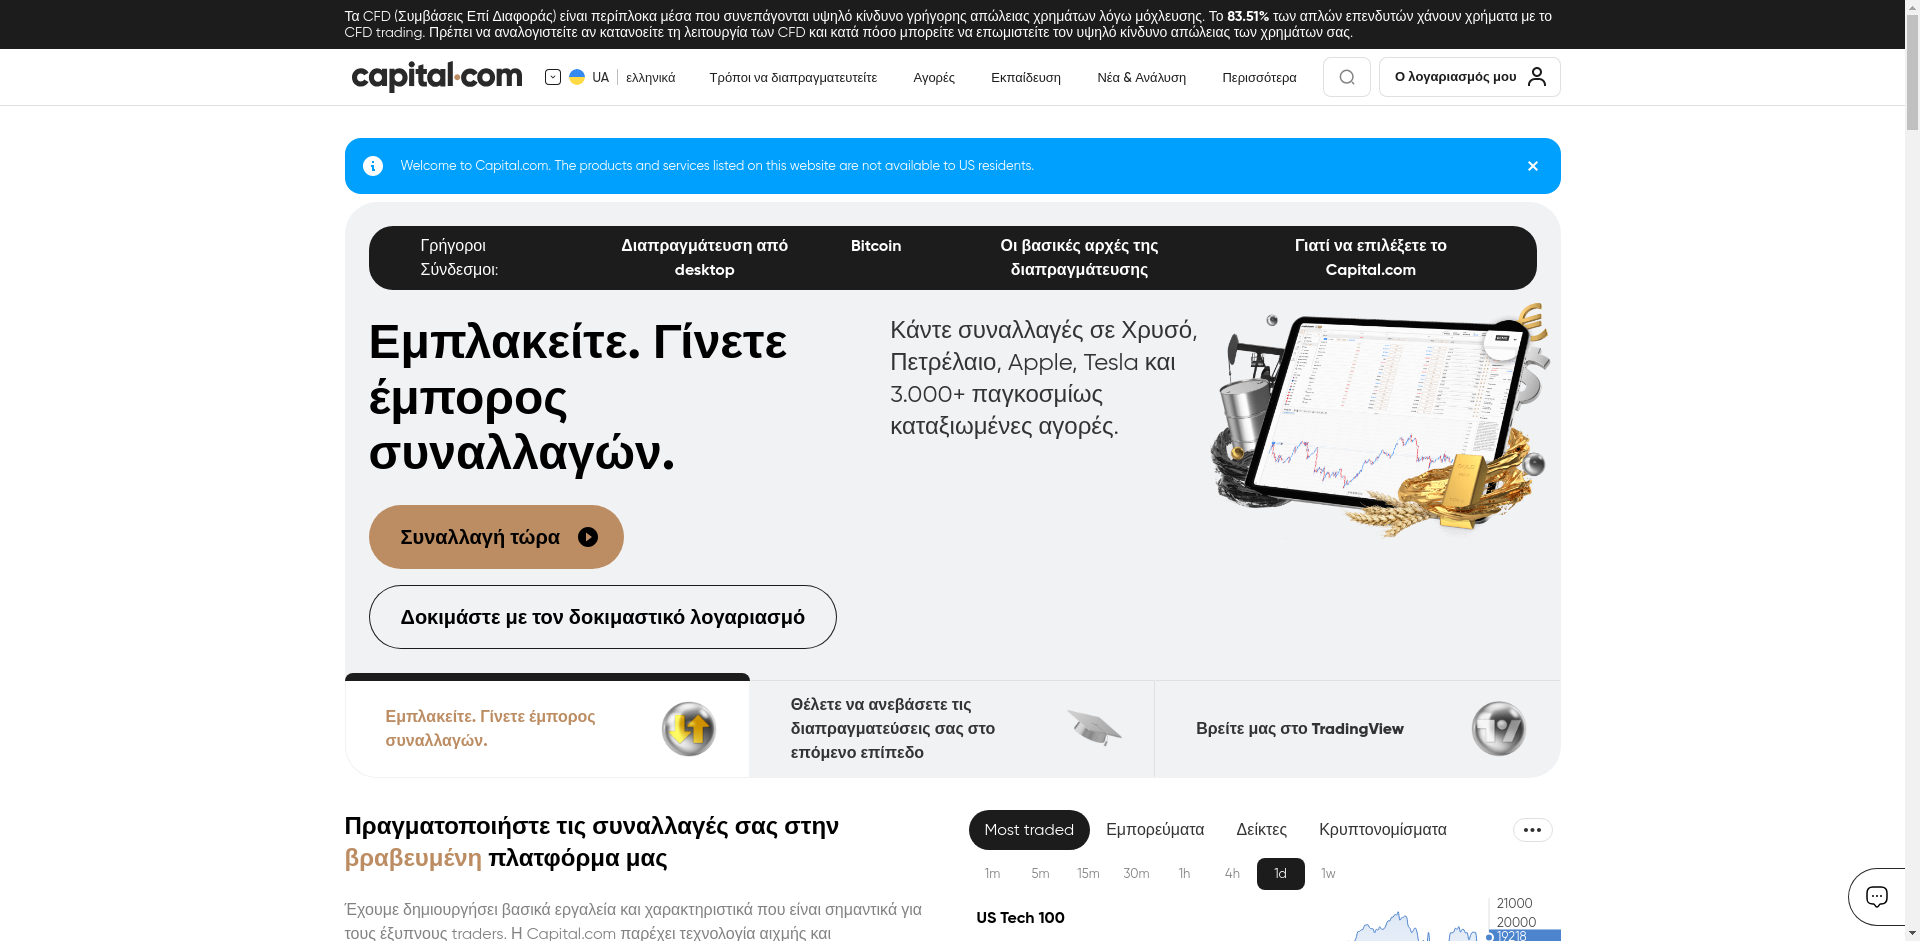 Τα CFD (Συμβάσεις Επί Διαφοράς) είναι περίπλοκα μέσα που συνεπάγονται υψηλό κίνδυνο γρήγορης απώλειας χρημάτων λόγω μόχλευσης. Το 83.51% των απλών επενδυτών χάνουν χρήματα με το
CFD trading. Πρέπει να αναλογιστείτε αν κατανοείτε τη λειτουργία των CFD και κατά πόσο μπορείτε να επωμιστείτε τον υψηλό κίνδυνο απώλειας των χρημάτων σας.
capital.com
UA
ελληνικά
Τρόποι να διαπραγματευτείτε
Αγορές
Εκπαίδευση
Νέα & Ανάλυση
Περισσότερα
Ο λογαριασμός μου
Welcome to Capital.com. The products and services listed on this website are not available to US residents.
Γρήγοροι
Σύνδεσμοι:
Διαπραγμάτευση από
desktop
Bitcoin
Οι βασικές αρχές της
διαπραγμάτευσης
Γιατί να επιλέξετε το
Capital.com
Εμπλακείτε. Γίνετε
έμπορος
συναλλαγών.
Κάντε συναλλαγές σε Χρυσό,
Πετρέλαιο, Apple, Tesla και
3.000+ παγκοσμίως
καταξιωμένες αγορές.
Συναλλαγή τώρα
Δοκιμάστε με τον δοκιμαστικό λογαριασμό
Εμπλακείτε. Γίνετε έμπορος
συναλλαγών.
Θέλετε να ανεβάσετε τις
διαπραγματεύσεις σας στο
επόμενο επίπεδο
Βρείτε μας στο TradingView
Πραγματοποιήστε τις συναλλαγές σας στην
βραβευμένη πλατφόρμα μας
Έχουμε δημιουργήσει βασικά εργαλεία και χαρακτηριστικά που είναι σημαντικά για
τους έξυπνους traders. Η Capital.com παρέχει τεχνολογία αιχμής και
Most traded
Εμπορεύματα
Δείκτες
Κρυπτονομίσματα
1m
5m
15m
30m
1h
4h
1d
1w
US Tech 100
21000
20000
19218